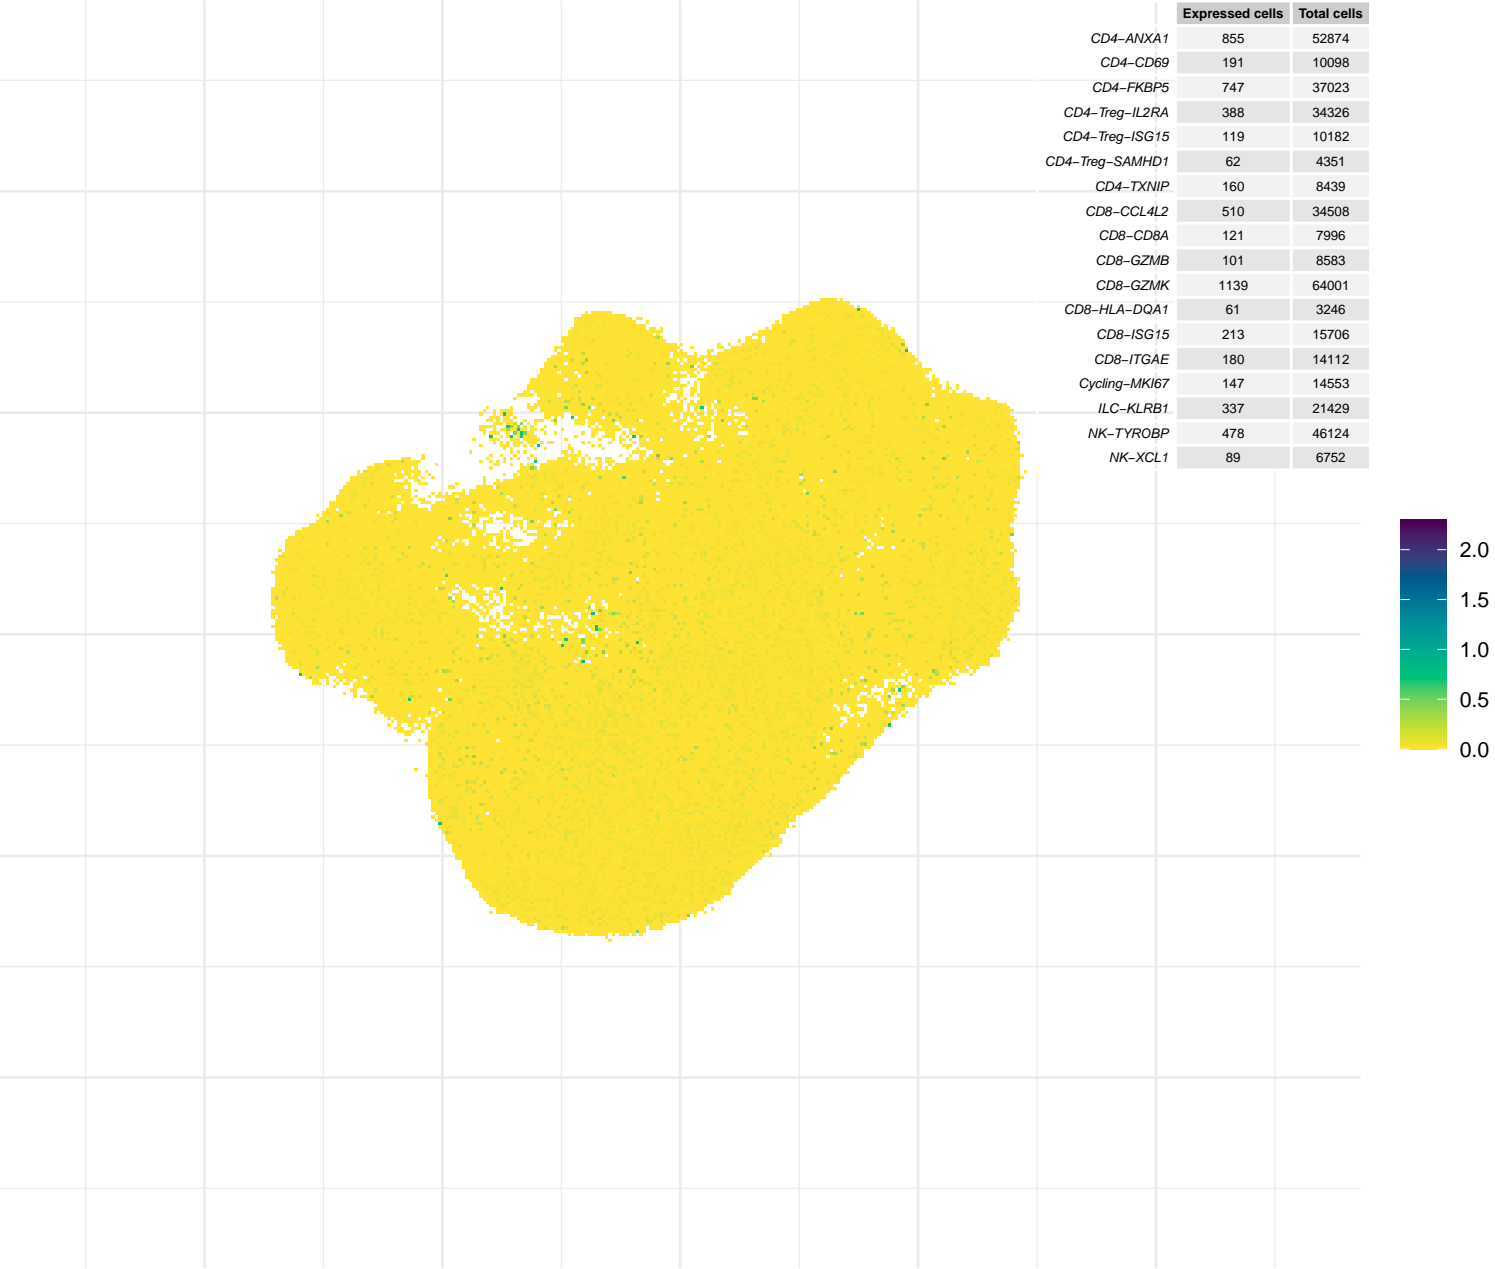 Expressed cells Total cells
CD4−ANXA1 855 52874
CD4−CD69 191 10098
CD4−FKBP5 747 37023
CD4−Treg−IL2RA 388 34326
CD4−Treg−ISG15 119 10182
CD4−Treg−SAMHD1 62 4351
CD4−TXNIP 160 8439
CD8−CCL4L2 510 34508
CD8−CD8A 121 7996
CD8−GZMB 101 8583
CD8−GZMK 1139 64001
CD8−HLA−DQA1 61 3246
CD8−ISG15 213 15706
CD8−ITGAE 180 14112
Cycling−MKI67 147 14553
ILC−KLRB1 337 21429
NK−TYROBP 478 46124
NK−XCL1 89 6752
2.0
1.5
1.0
0.5
0.0